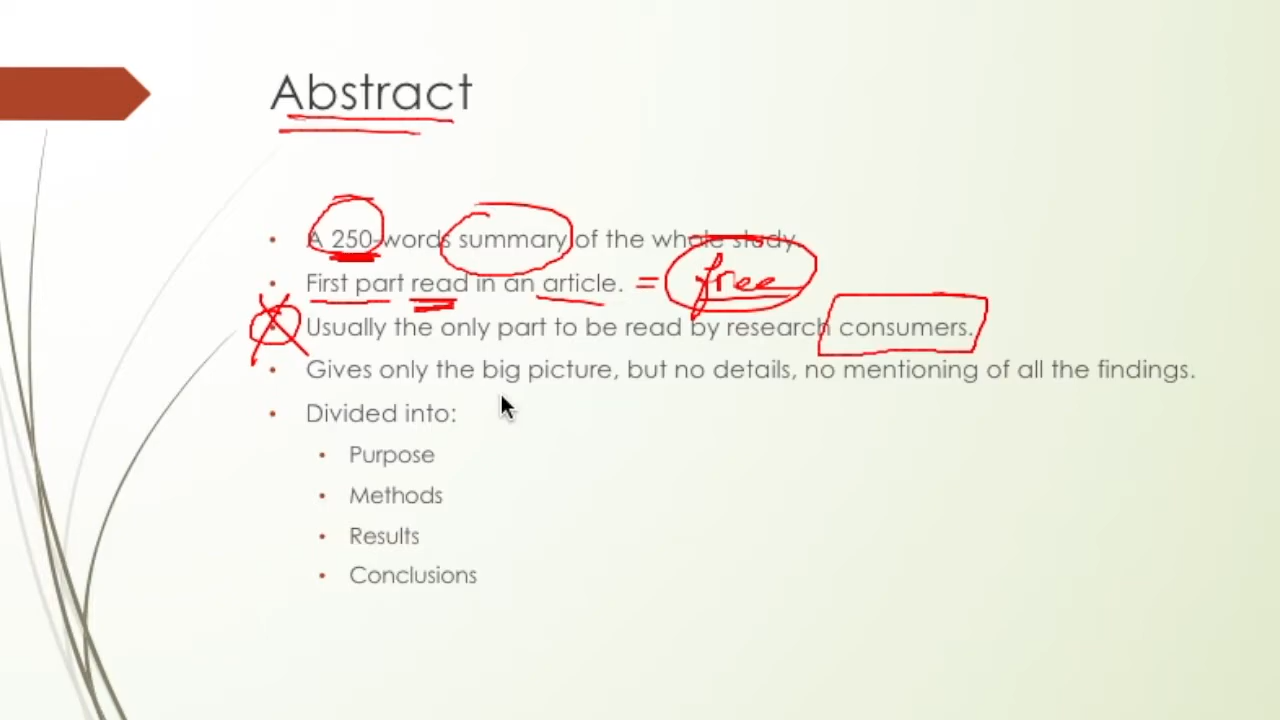 Abstract
• A 250-words summary of the whole study.
• First part read in an article. = free
• Usually the only part to be read by research consumers.
• Gives only the big picture, but no details, no mentioning of all the findings.
• Divided into:
• Purpose
• Methods
• Results
• Conclusions